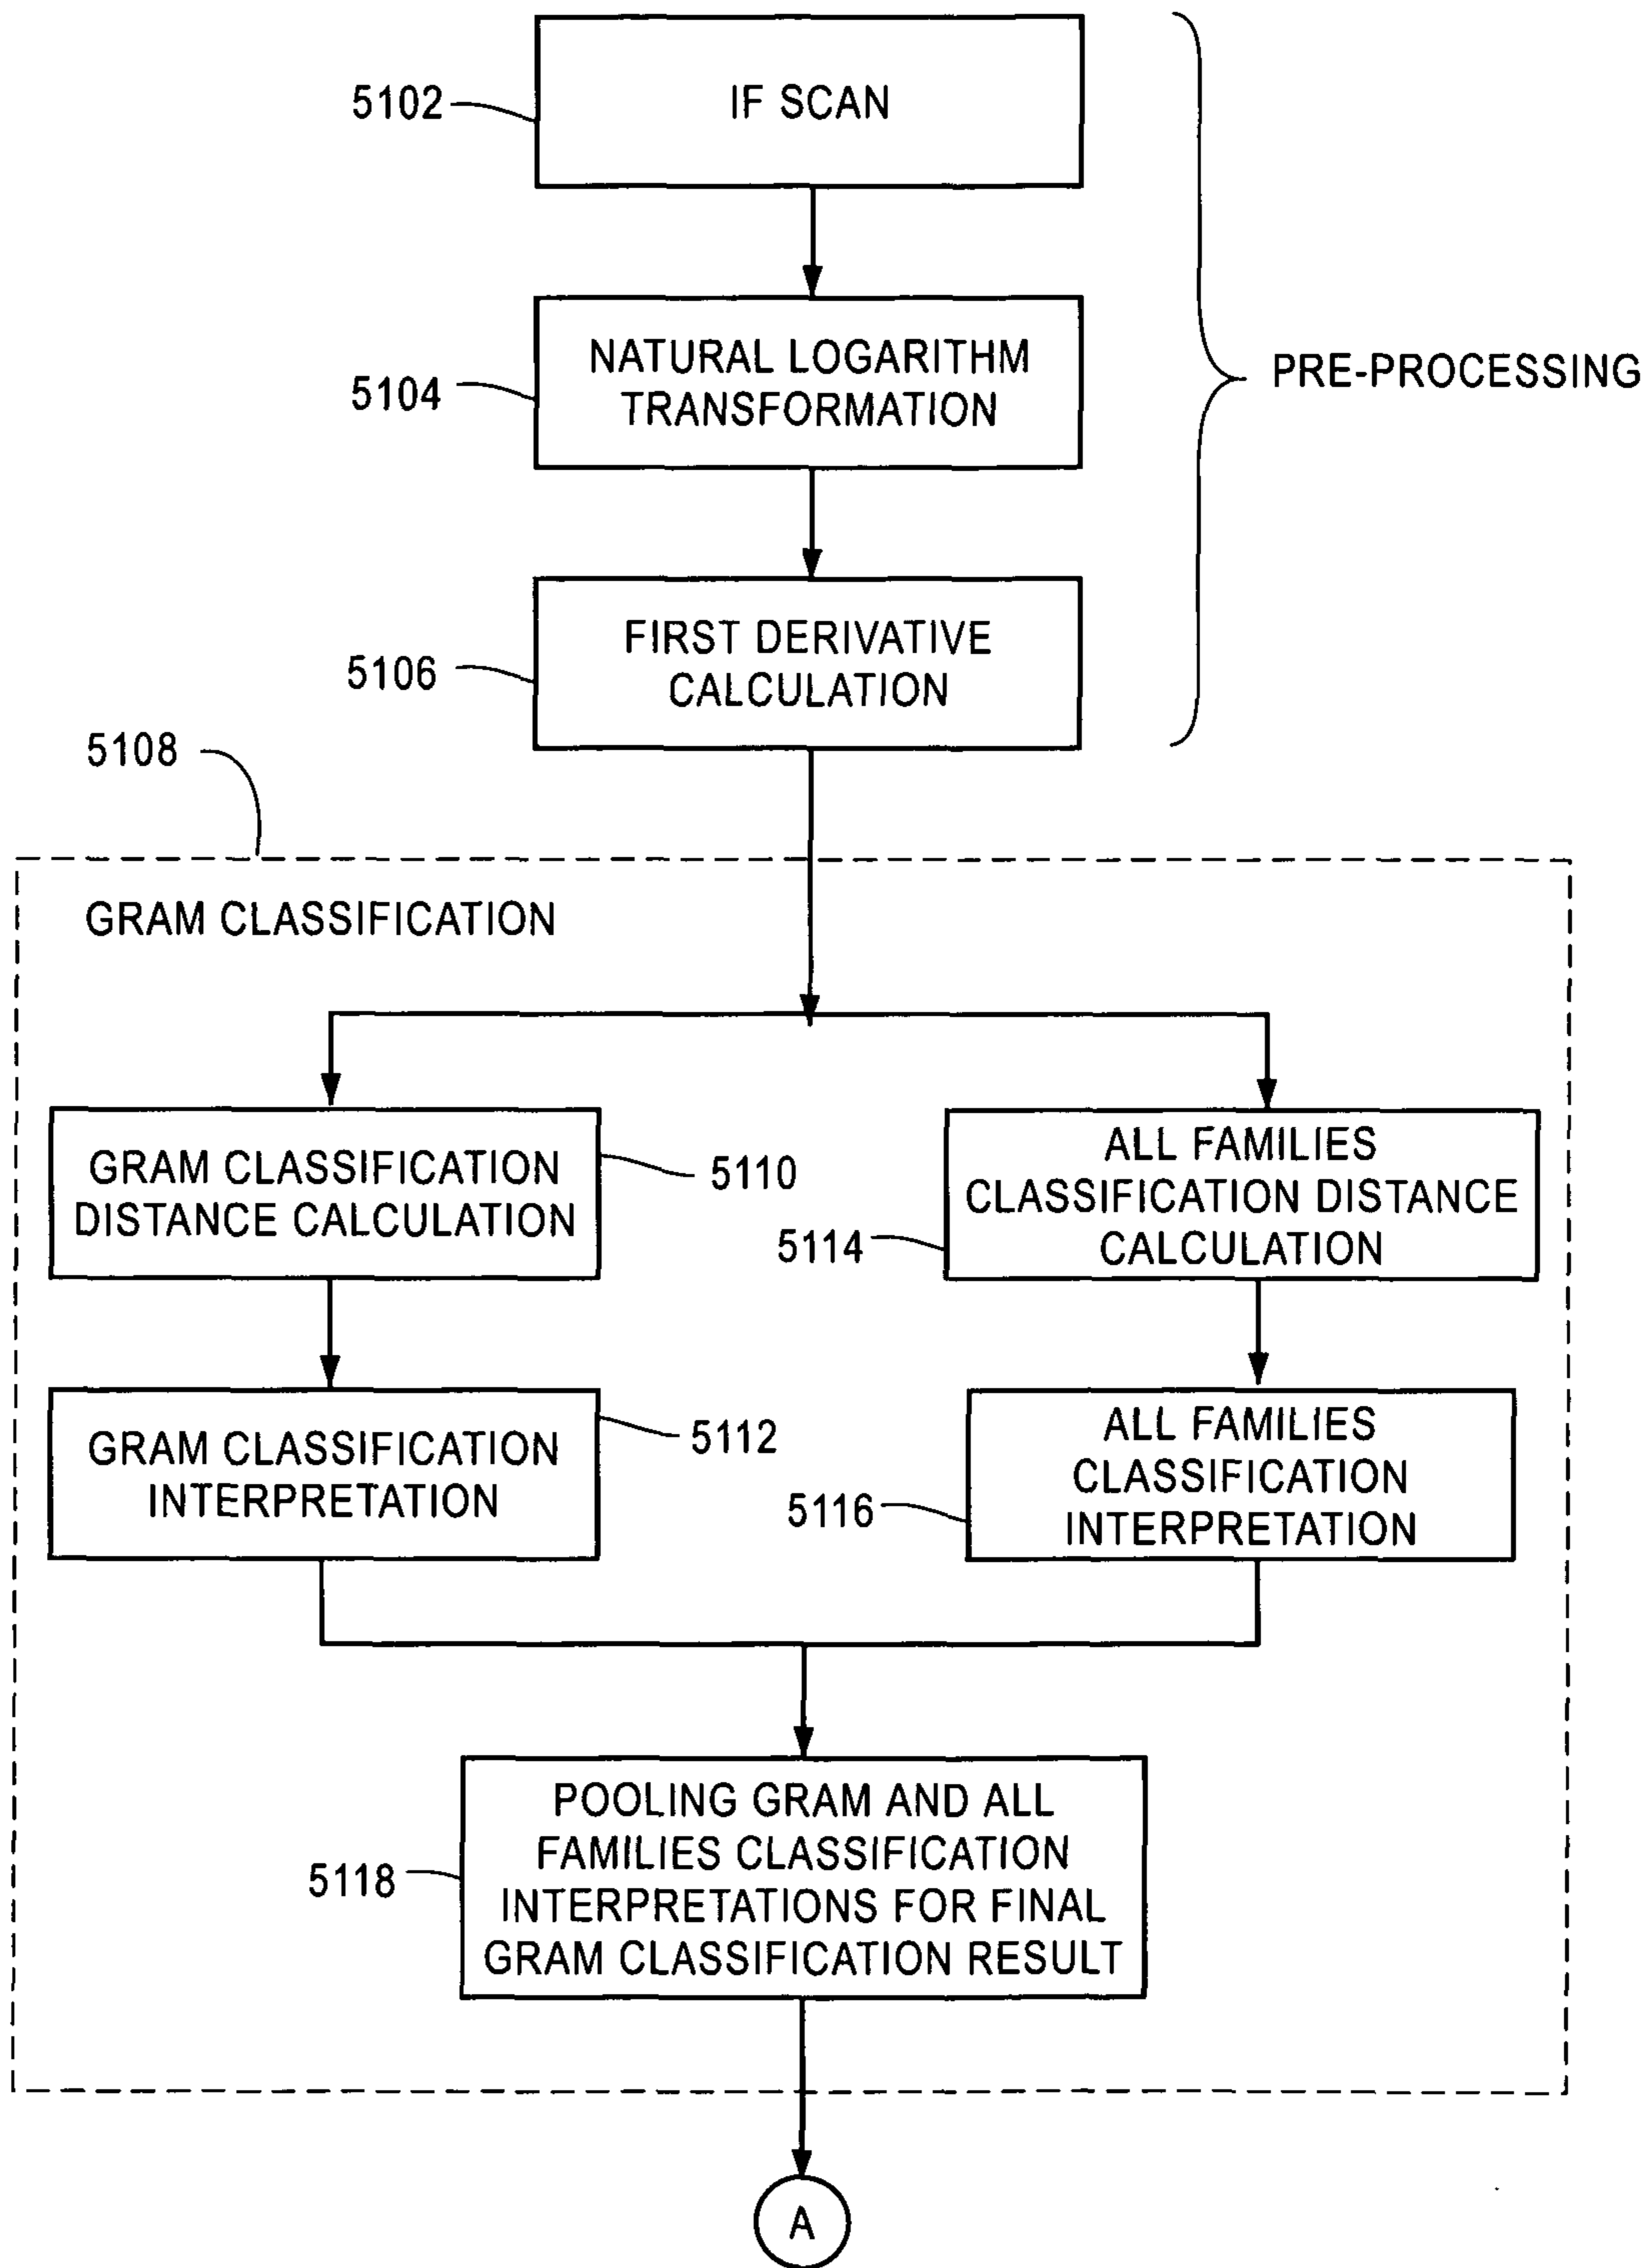 IF SCAN
5102
NATURAL LOGARITHM
TRANSFORMATION
5104
PRE-PROCESSING
FIRST DERIVATIVE
CALCULATION
5106
5108
GRAM CLASSIFICATION
GRAM CLASSIFICATION
DISTANCE CALCULATION
5110
ALL FAMILIES
CLASSIFICATION DISTANCE
CALCULATION
5114
GRAM CLASSIFICATION
INTERPRETATION
5112
ALL FAMILIES
CLASSIFICATION
INTERPRETATION
5116
POOLING GRAM AND ALL
FAMILIES CLASSIFICATION
INTERPRETATIONS FOR FINAL
GRAM CLASSIFICATION RESULT
5118
A